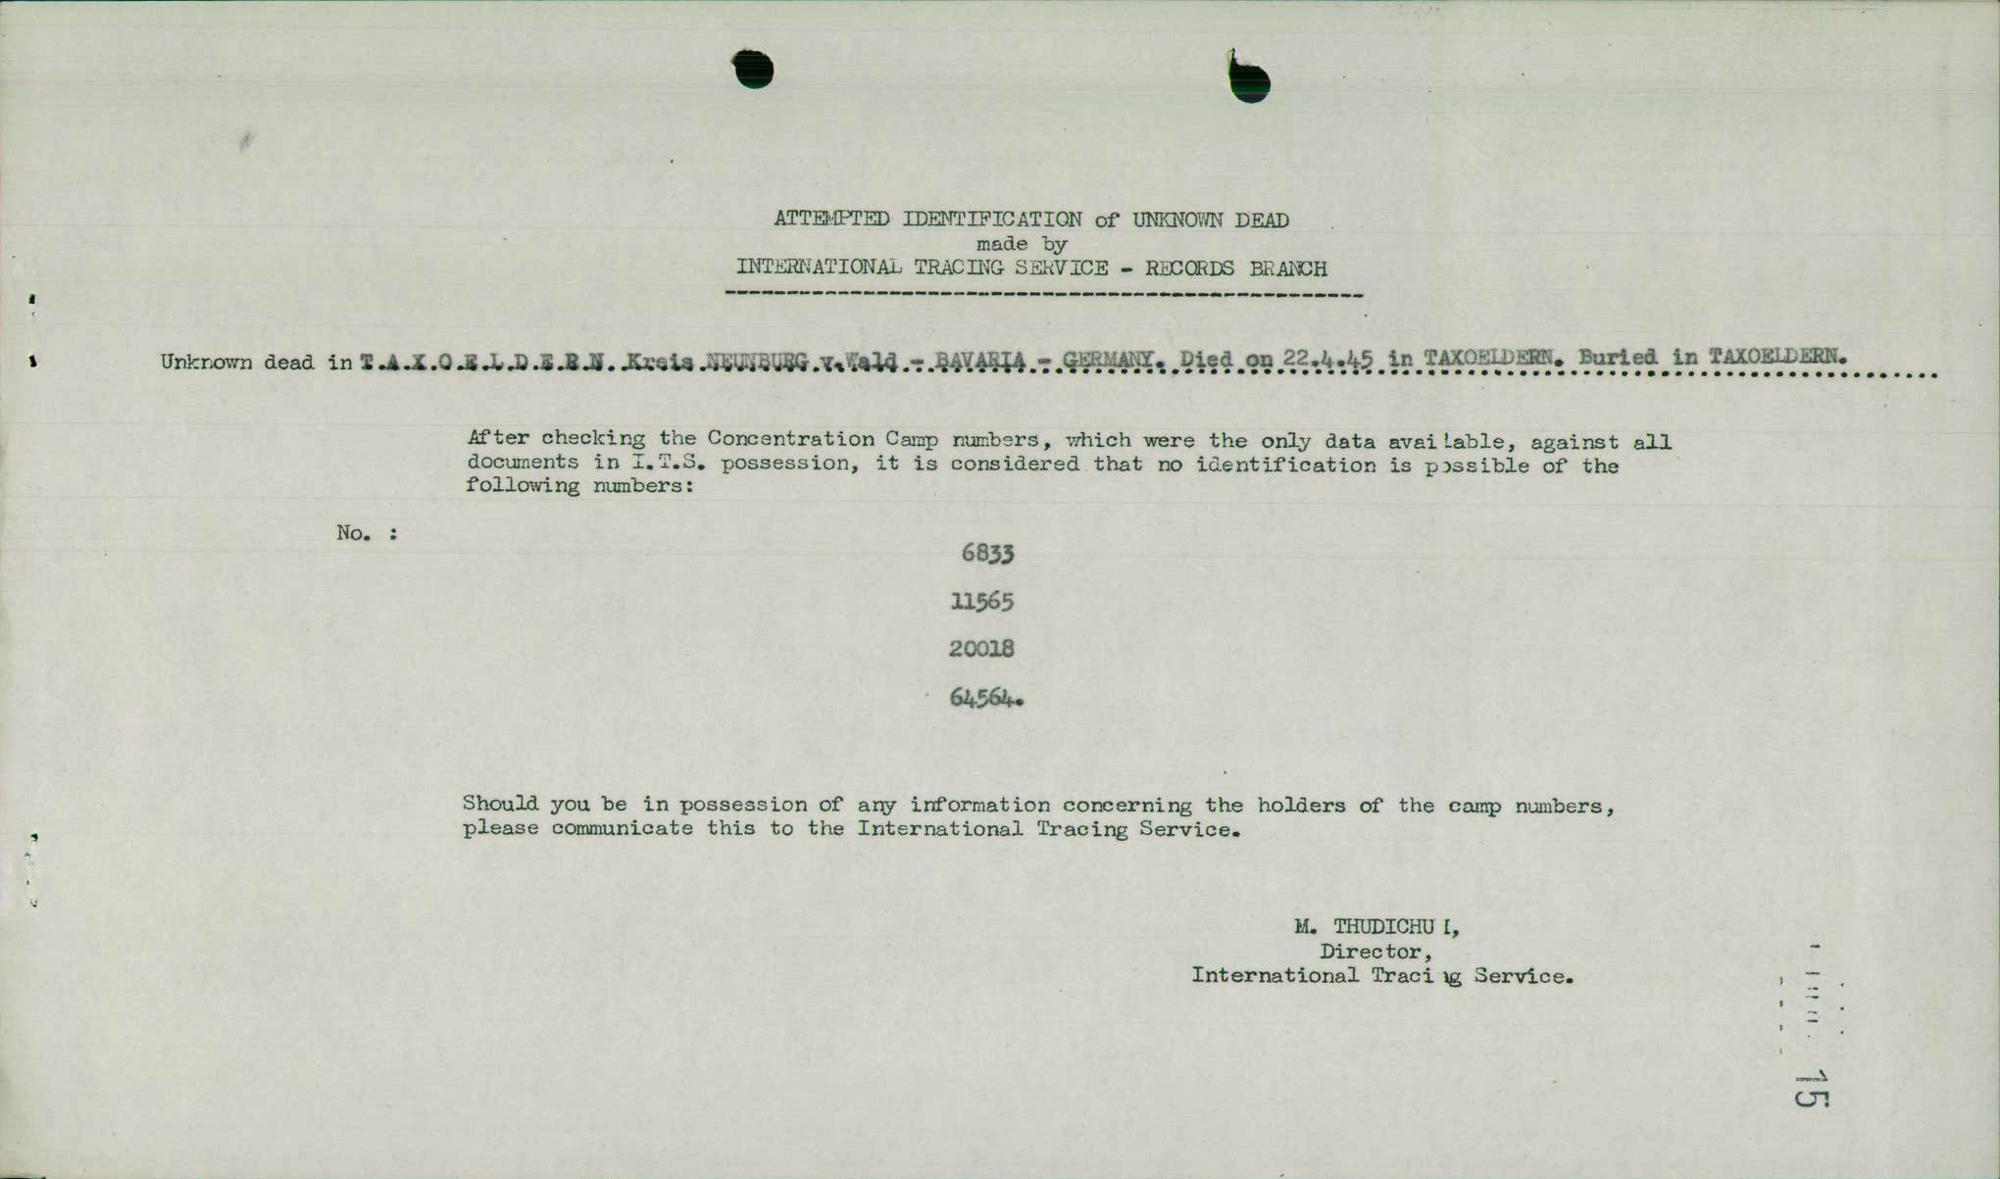 ATTEMPTED IDENTIFICATION of UNKNOWN DEAD
made by
INTERNATIONAL TRACING SERVICE - RECORDS BRANCH
Unknown dead in T.A.X.O.E.L.D.E.R.N. Kreis NEUNBURG v.Wald - BAVARIA - GERMANY. Died on 22.4.45 in TAXOELDERN. Buried in TAXOELDERN.
After checking the Concentration Camp numbers, which were the only data available, against all
documents in I.T.S. possession, it is considered that no identification is possible of the
following numbers:
No. :
6833
11565
20018
64564.
Should you be in possession of any information concerning the holders of the camp numbers,
please communicate this to the International Tracing Service.
M. THUDICHUM,
Director,
International Tracing Service.
15